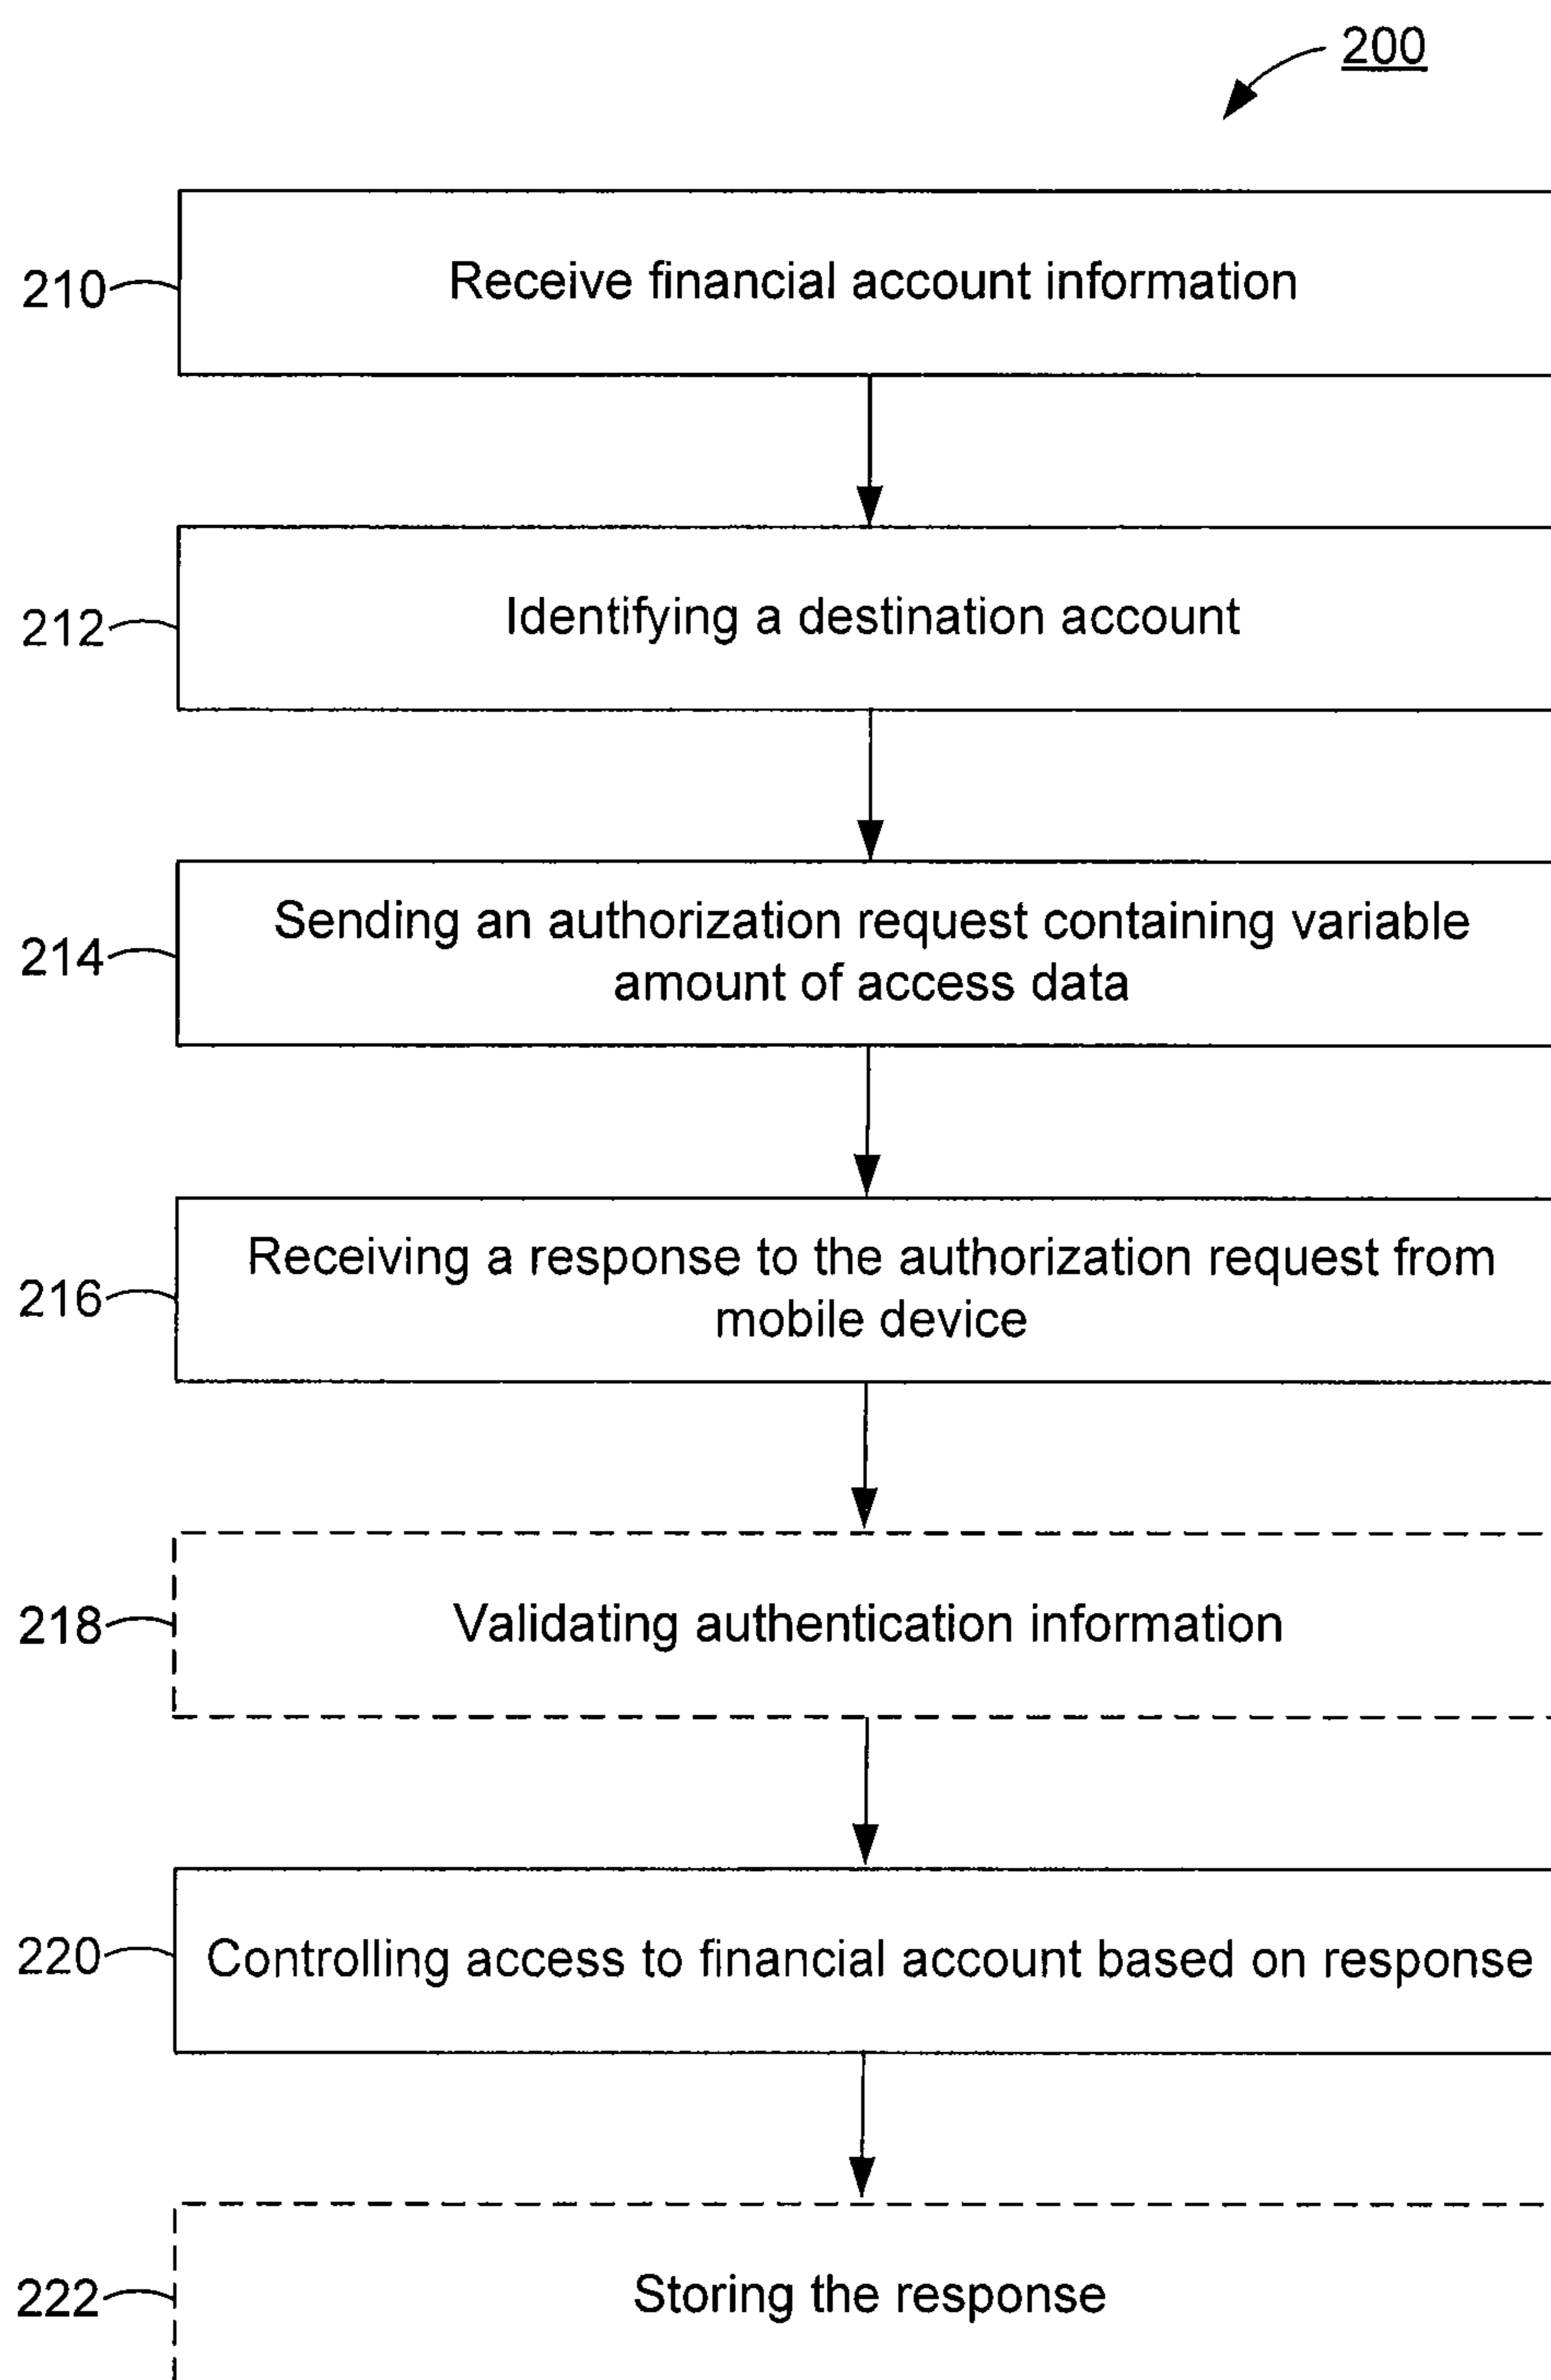 200
210
Receive financial account information
212
Identifying a destination account
214
Sending an authorization request containing variable
amount of access data
216
Receiving a response to the authorization request from
mobile device
218
Validating authentication information
220
Controlling access to financial account based on response
222
Storing the response